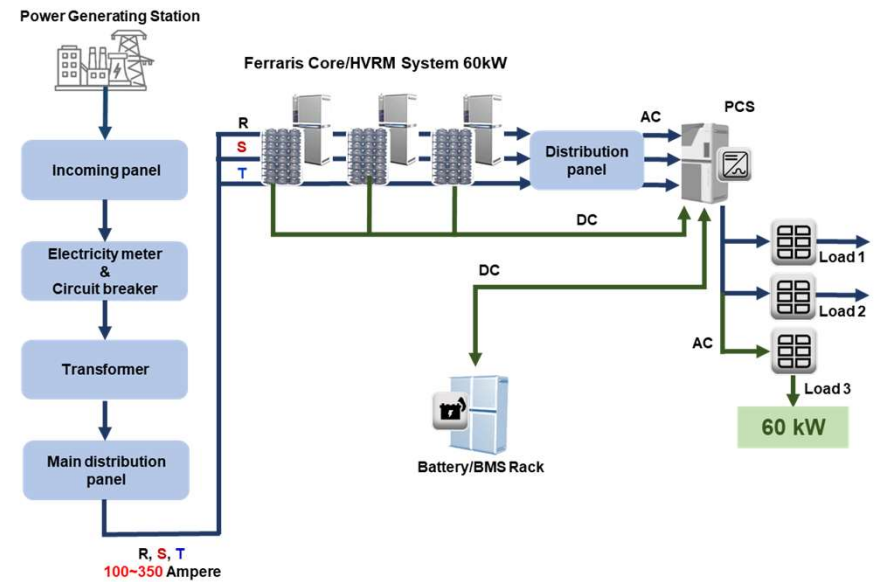 Power Generating Station
Ferraris Core/HVRM System 60kW
Incoming panel
Electricity meter
&
Circuit breaker
Transformer
Main distribution
panel
R, S, T
100~350 Ampere
R
S
T
Distribution
panel
AC
PCS
DC
DC
Battery/BMS Rack
Load 1
Load 2
AC
Load 3
60 kW